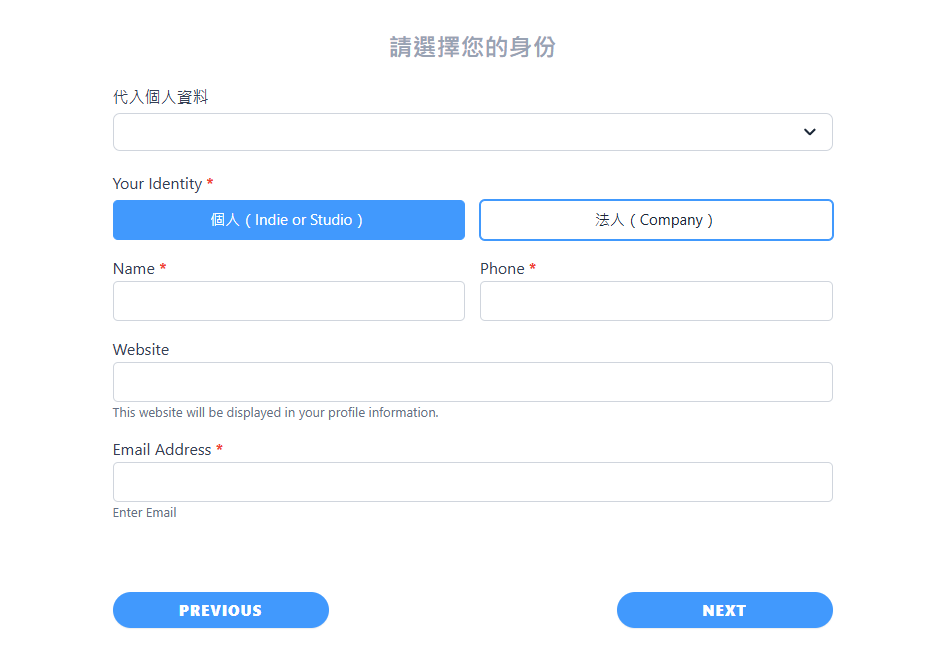 請選擇您的身份
代入個人資料
Your Identity *
個人（Indie or Studio）
法人（Company）
Name *
Phone *
Website
This website will be displayed in your profile information.
Email Address *
Enter Email
PREVIOUS
NEXT